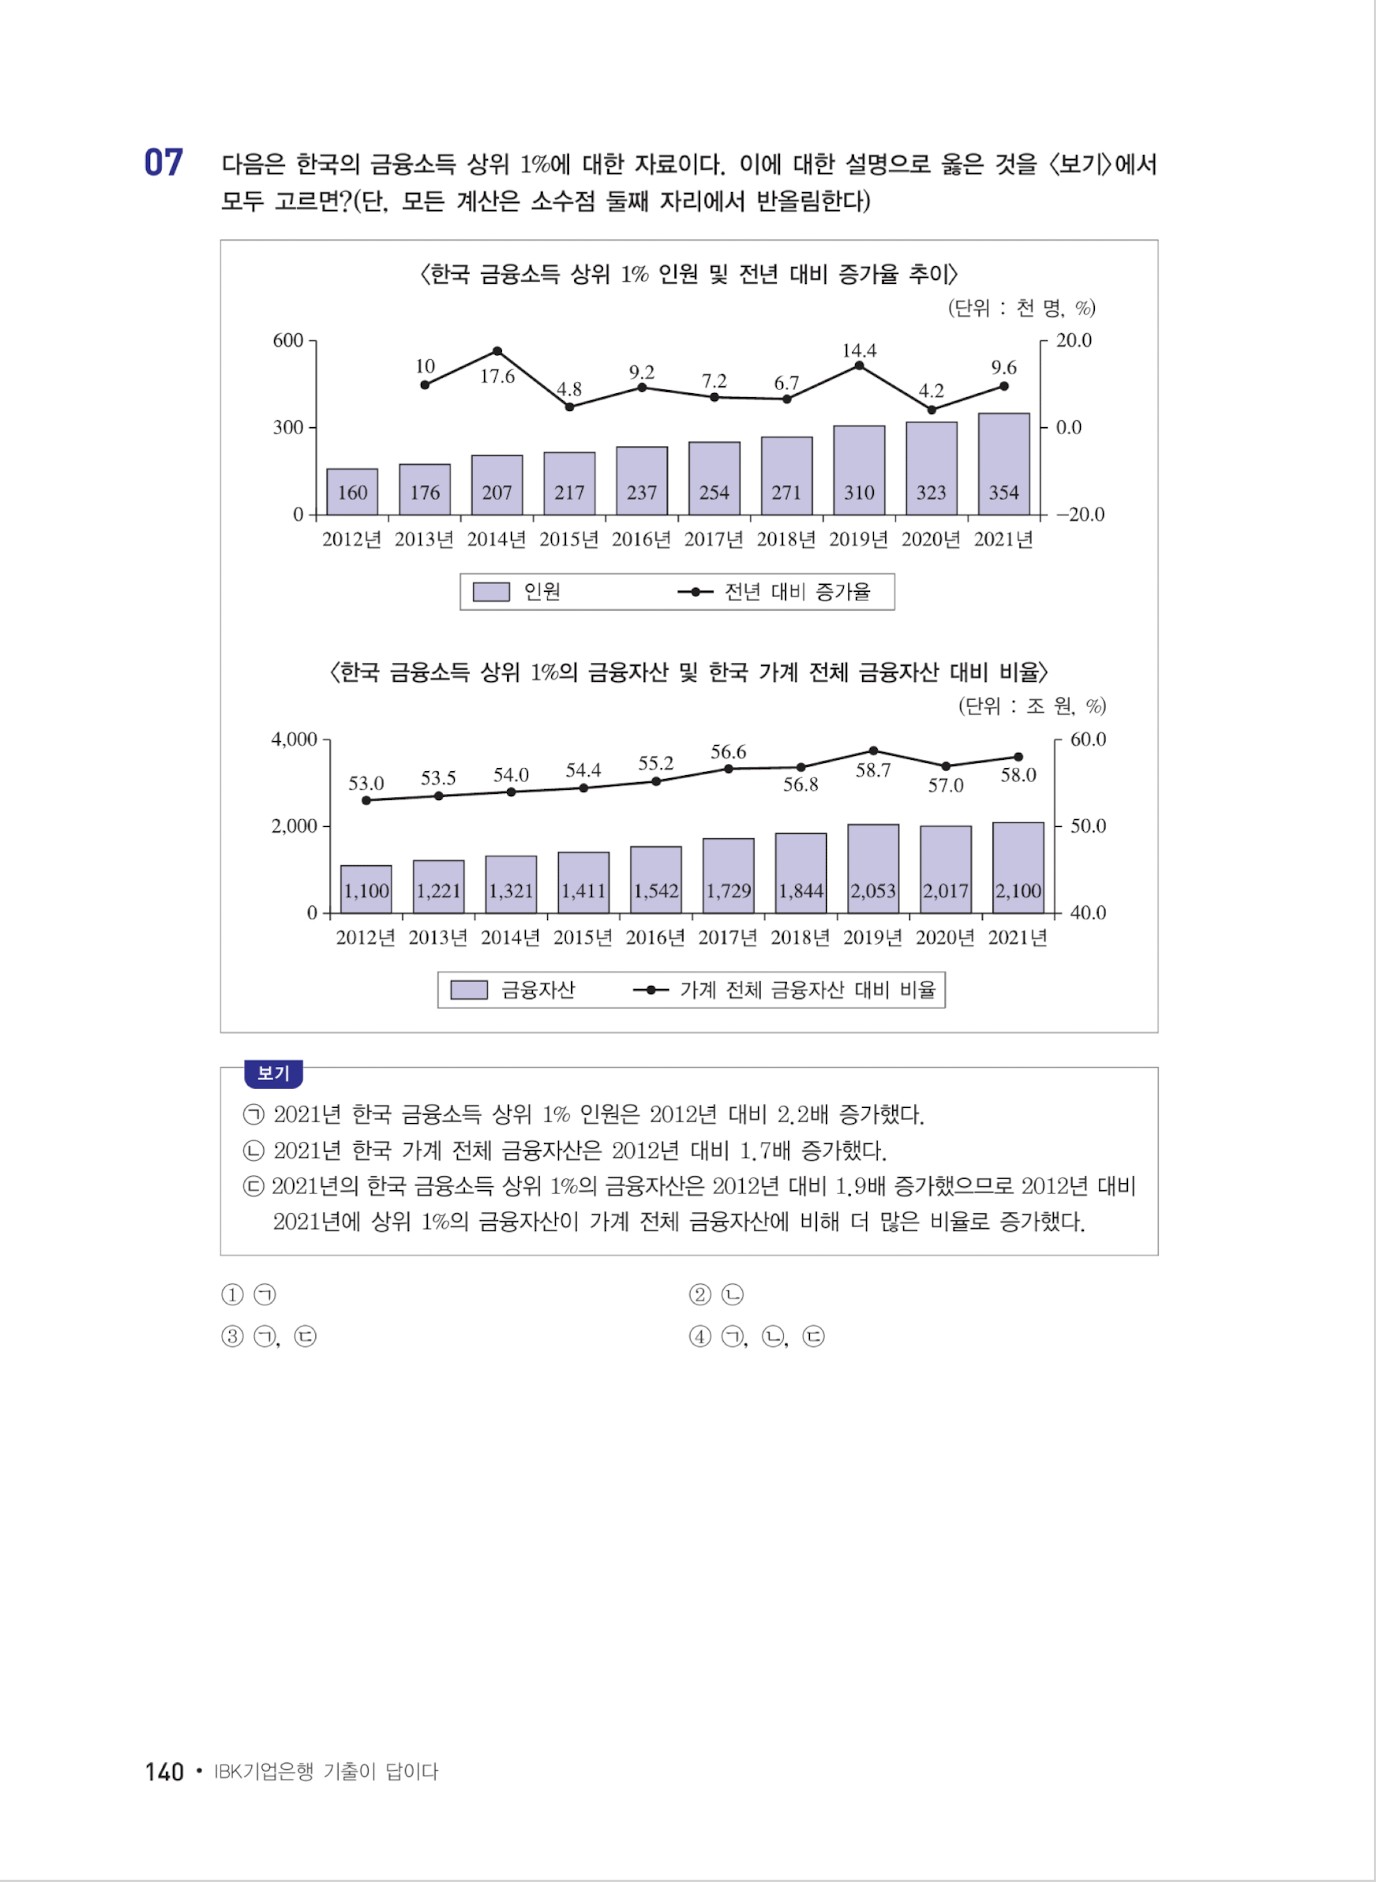 07 다음은 한국의 금융소득 상위 1%에 대한 자료이다. 이에 대한 설명으로 옳은 것을 〈보기〉에서
모두 고르면?(단, 모든 계산은 소수점 둘째 자리에서 반올림한다)
〈한국 금융소득 상위 1% 인원 및 전년 대비 증가율 추이〉
(단위 : 천 명, %)
600 20.0
10 17.6 4.8 9.2 7.2 6.7 14.4 4.2 9.6
300 0.0
160 176 207 217 237 254 271 310 323 354
0 −20.0
2012년 2013년 2014년 2015년 2016년 2017년 2018년 2019년 2020년 2021년
인원 전년 대비 증가율
〈한국 금융소득 상위 1%의 금융자산 및 한국 가계 전체 금융자산 대비 비율〉
(단위 : 조 원, %)
4,000 60.0
53.0 53.5 54.0 54.4 55.2 56.6 56.8 58.7 57.0 58.0
2,000 50.0
1,100 1,221 1,321 1,411 1,542 1,729 1,844 2,053 2,017 2,100
0 40.0
2012년 2013년 2014년 2015년 2016년 2017년 2018년 2019년 2020년 2021년
금융자산 가계 전체 금융자산 대비 비율
보기
㉠ 2021년 한국 금융소득 상위 1% 인원은 2012년 대비 2.2배 증가했다.
㉡ 2021년 한국 가계 전체 금융자산은 2012년 대비 1.7배 증가했다.
㉢ 2021년의 한국 금융소득 상위 1%의 금융자산은 2012년 대비 1.9배 증가했으므로 2012년 대비
2021년에 상위 1%의 금융자산이 가계 전체 금융자산에 비해 더 많은 비율로 증가했다.
① ㉠ ② ㉡
③ ㉠, ㉢ ④ ㉠, ㉡, ㉢
140 • IBK기업은행 기출이 답이다